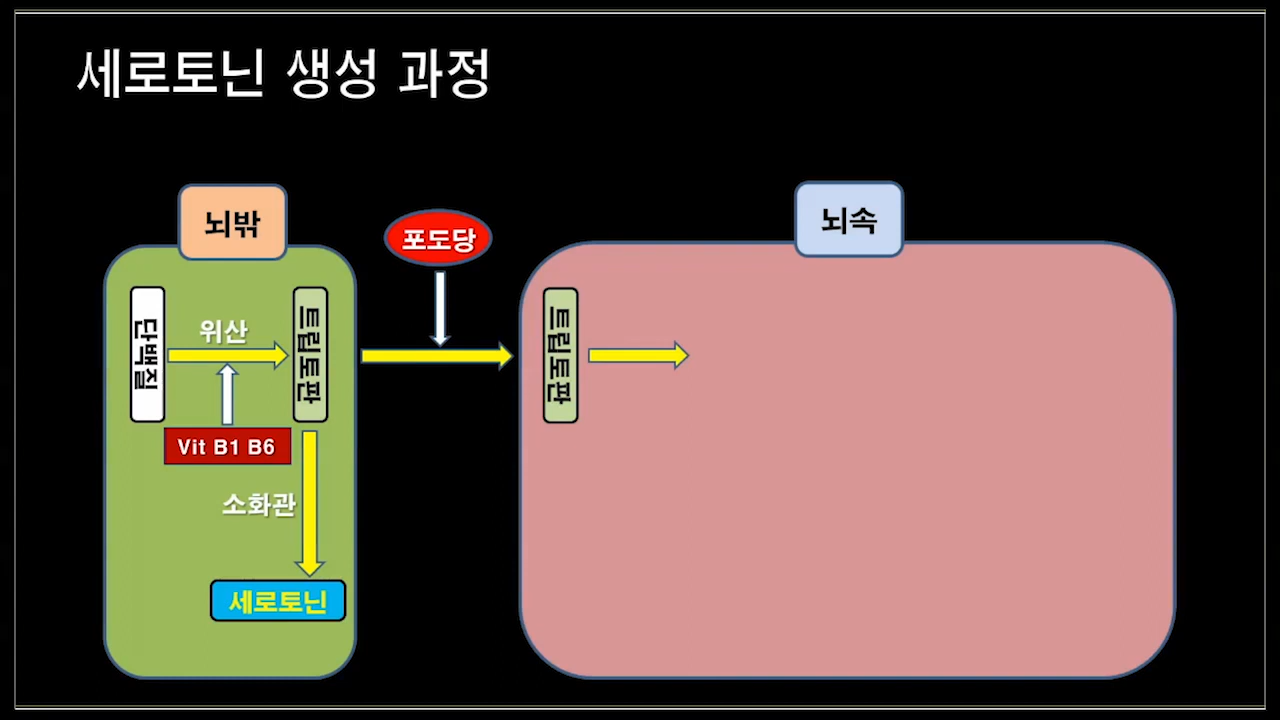 세로토닌 생성 과정
뇌밖
포도당
뇌속
단백질
위산
트립토판
트립토판
Vit B1 B6
소화관
세로토닌